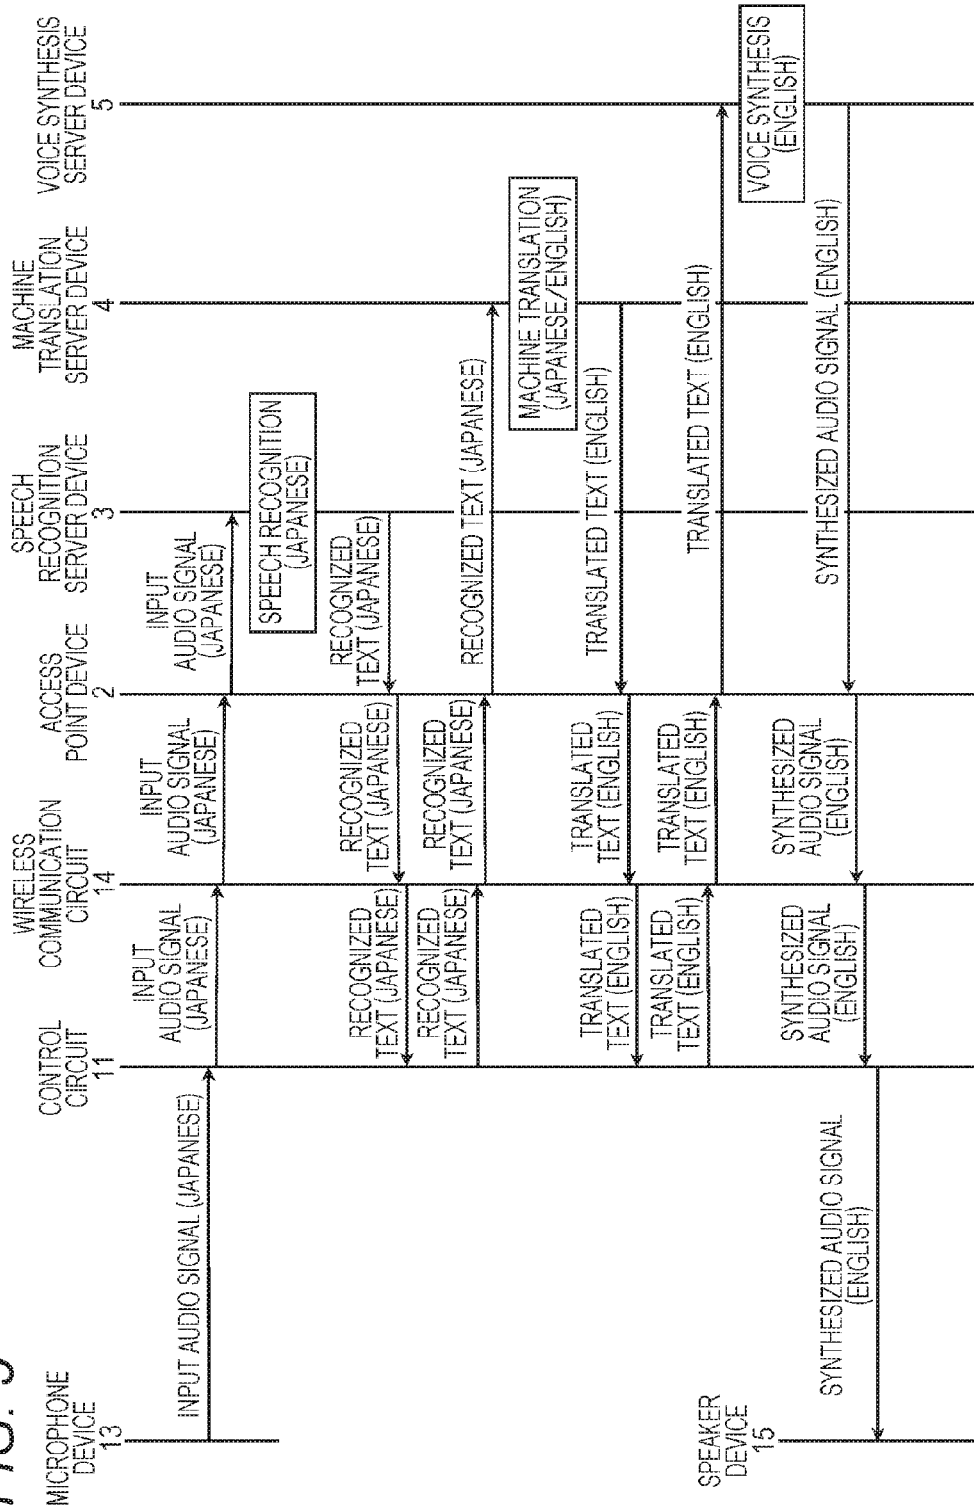 MICROPHONE
DEVICE
13
CONTROL
CIRCUIT
11
WIRELESS
COMMUNICATION
CIRCUIT
14
ACCESS
POINT DEVICE
2
SPEECH
RECOGNITION
SERVER DEVICE
3
MACHINE
TRANSLATION
SERVER DEVICE
4
VOICE SYNTHESIS
SERVER DEVICE
5
INPUT AUDIO SIGNAL (JAPANESE)
INPUT
AUDIO SIGNAL
(JAPANESE)
INPUT
AUDIO SIGNAL
(JAPANESE)
INPUT
AUDIO SIGNAL
(JAPANESE)
SPEECH RECOGNITION
(JAPANESE)
RECOGNIZED
TEXT (JAPANESE)
RECOGNIZED
TEXT (JAPANESE)
RECOGNIZED
TEXT (JAPANESE)
RECOGNIZED
TEXT (JAPANESE)
RECOGNIZED
TEXT (JAPANESE)
RECOGNIZED TEXT (JAPANESE)
MACHINE TRANSLATION
(JAPANESE/ENGLISH)
TRANSLATED TEXT (ENGLISH)
TRANSLATED
TEXT (ENGLISH)
TRANSLATED
TEXT (ENGLISH)
TRANSLATED
TEXT (ENGLISH)
TRANSLATED
TEXT (ENGLISH)
TRANSLATED TEXT (ENGLISH)
VOICE SYNTHESIS
(ENGLISH)
SYNTHESIZED AUDIO SIGNAL (ENGLISH)
SYNTHESIZED
AUDIO SIGNAL
(ENGLISH)
SYNTHESIZED
AUDIO SIGNAL
(ENGLISH)
SPEAKER
DEVICE
15
SYNTHESIZED AUDIO SIGNAL
(ENGLISH)